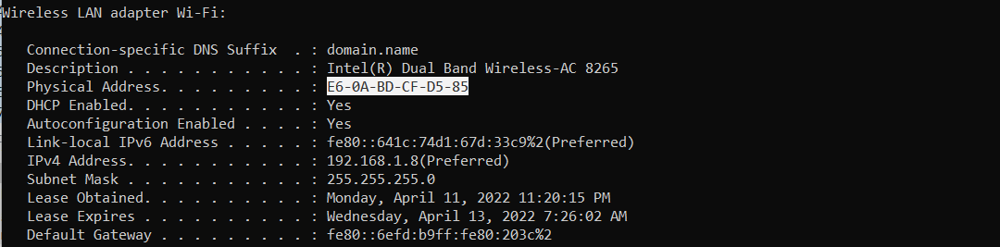 Wireless LAN adapter Wi-Fi:
Connection-specific DNS Suffix  . : domain.name
Description . . . . . . . . . . . : Intel(R) Dual Band Wireless-AC 8265
Physical Address. . . . . . . . . : E6-0A-BD-CF-D5-85
DHCP Enabled. . . . . . . . . . . : Yes
Autoconfiguration Enabled . . . . : Yes
Link-local IPv6 Address . . . . . : fe80::641c:74d1:67d:33c9%2(Preferred)
IPv4 Address. . . . . . . . . . . : 192.168.1.8(Preferred)
Subnet Mask . . . . . . . . . . . : 255.255.255.0
Lease Obtained. . . . . . . . . . : Monday, April 11, 2022 11:20:15 PM
Lease Expires . . . . . . . . . . : Wednesday, April 13, 2022 7:26:02 AM
Default Gateway . . . . . . . . . : fe80::6efd:b9ff:fe80:203c%2